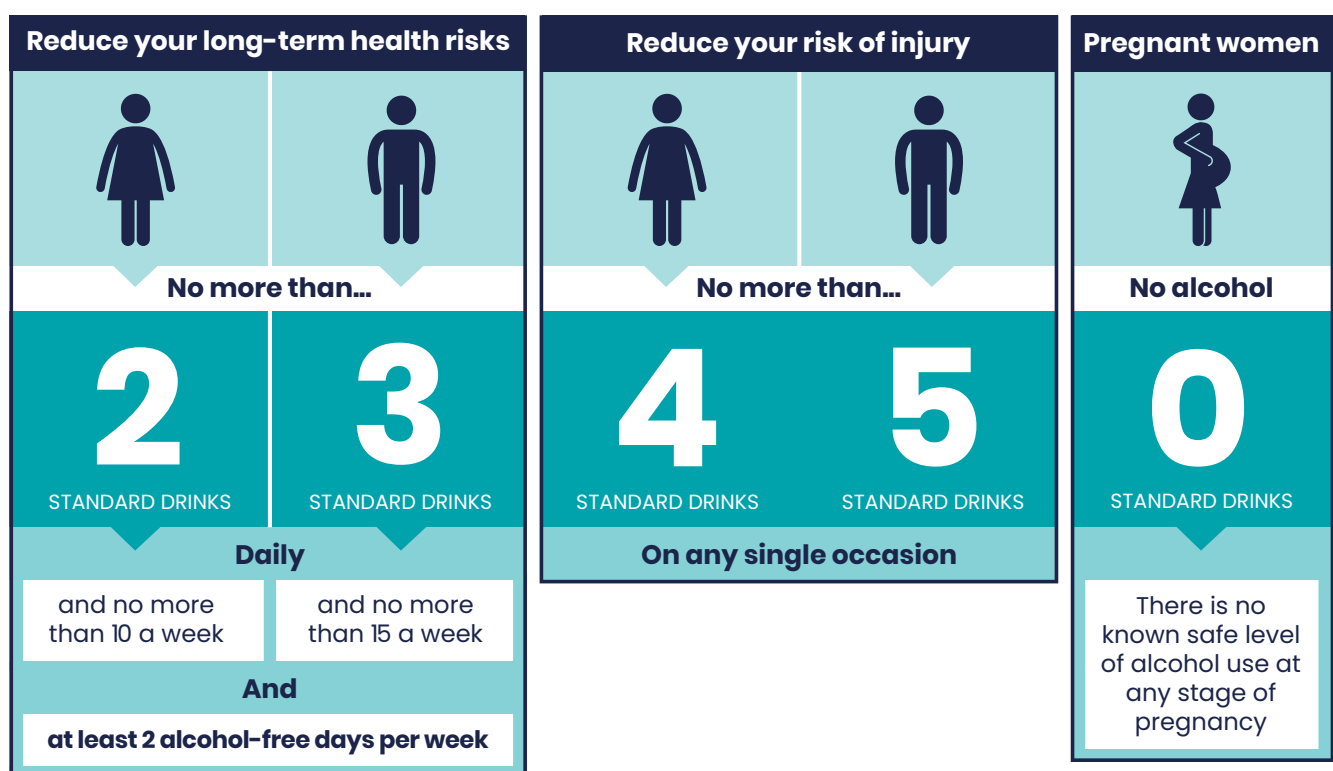 Reduce your long-term health risks
No more than...
2
STANDARD DRINKS
3
STANDARD DRINKS
Daily
and no more
than 10 a week
and no more
than 15 a week
And
at least 2 alcohol-free days per week
Reduce your risk of injury
No more than...
4
STANDARD DRINKS
5
STANDARD DRINKS
On any single occasion
Pregnant women
No alcohol
0
STANDARD DRINKS
There is no
known safe level
of alcohol use at
any stage of
pregnancy